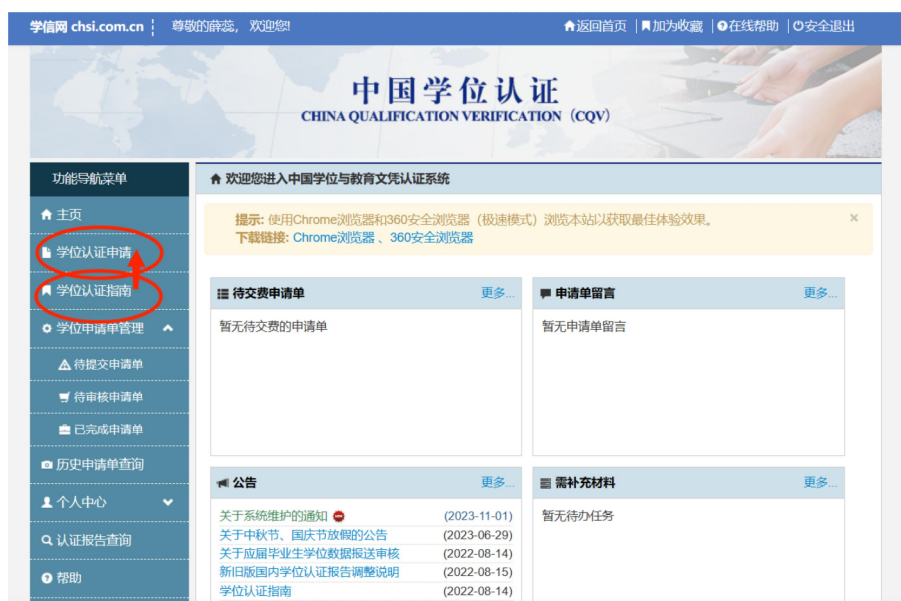 学信网 chsi.com.cn ¦ 尊敬的薛蕊，欢迎您! 返回首页 | 加为收藏 | 在线帮助 | 安全退出
中国学位认证
CHINA QUALIFICATION VERIFICATION（CQV）
功能导航菜单
主页
学位认证申请
学位认证指南
学位申请单管理
待提交申请单
待审核申请单
已完成申请单
历史申请单查询
个人中心
认证报告查询
帮助
欢迎您进入中国学位与教育文凭认证系统
提示: 使用Chrome浏览器和360安全浏览器（极速模式）浏览本站以获取最佳体验效果。 ×
下载链接: Chrome浏览器 、360安全浏览器
待交费申请单 更多...
暂无待交费的申请单
申请单留言 更多...
暂无申请单留言
公告 更多...
关于系统维护的通知 (2023-11-01)
关于中秋节、国庆节放假的公告 (2023-06-29)
关于应届毕业生学位数据报送审核 (2022-08-14)
新旧版国内学位认证报告调整说明 (2022-08-15)
学位认证指南 (2022-08-14)
需补充材料 更多...
暂无待办任务